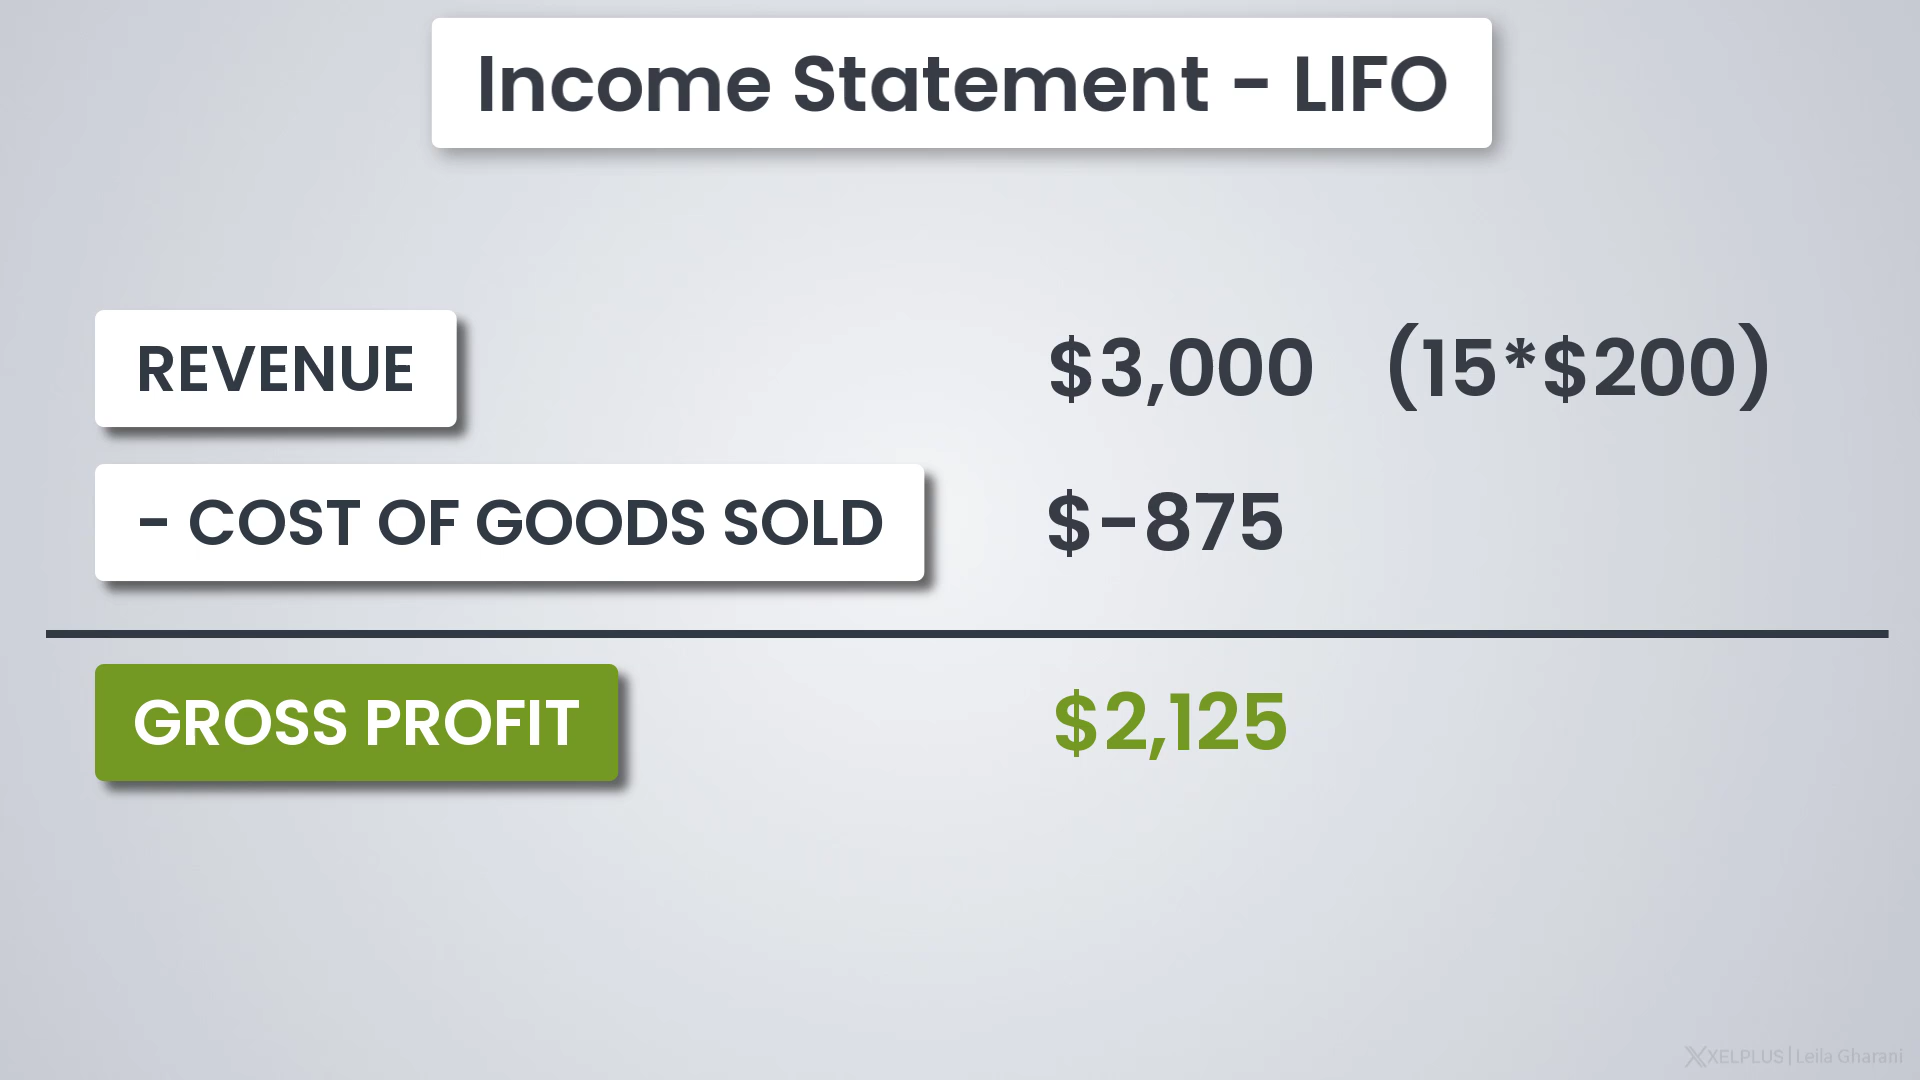 Income Statement - LIFO
REVENUE $3,000 (15*$200)
- COST OF GOODS SOLD $-875
GROSS PROFIT $2,125
XELPLUS | Leila Gharani